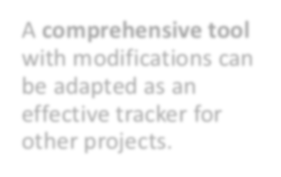 A comprehensive tool
with modifications can
be adapted as an
effective tracker for
other projects.